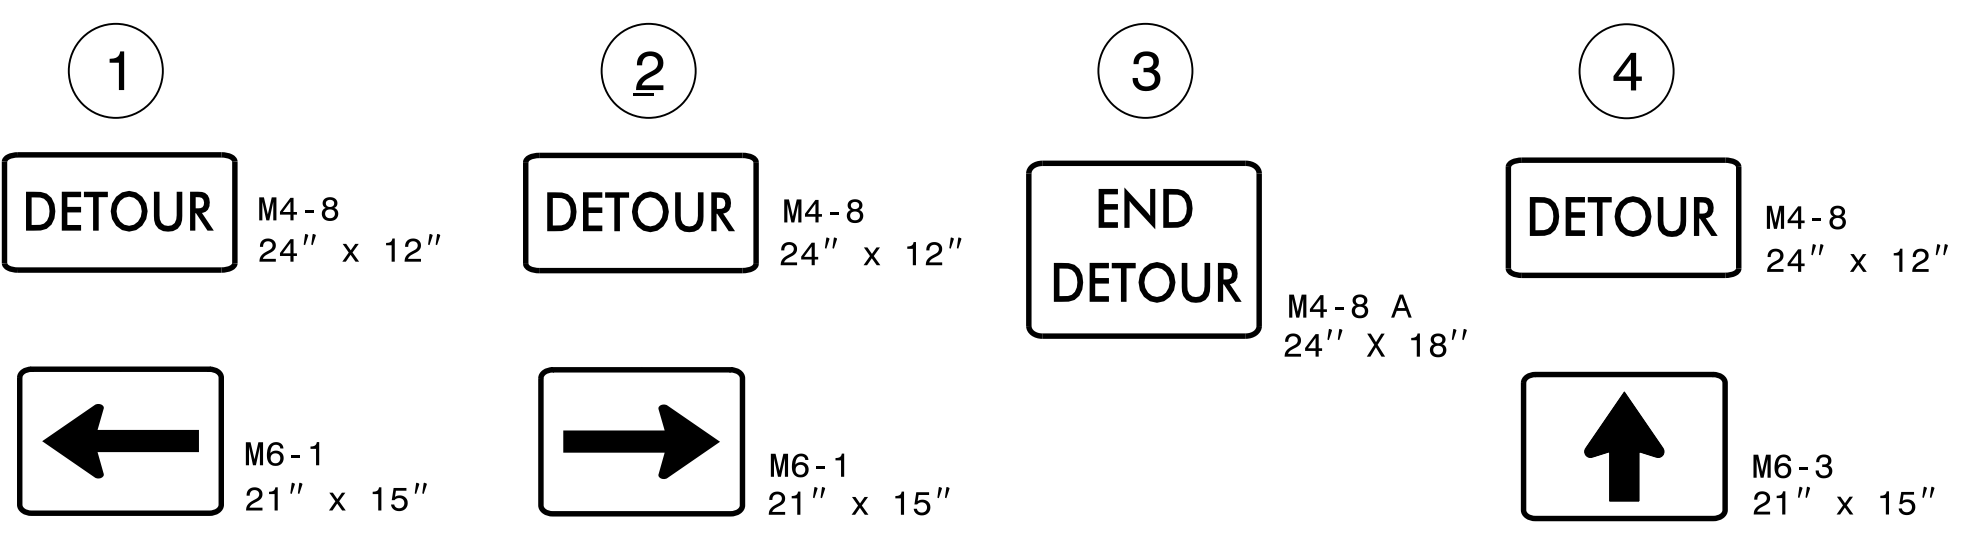 1
DETOUR
M4-8
24" x 12"
M6-1
21" x 15"
2
DETOUR
M4-8
24" x 12"
M6-1
21" x 15"
3
END
DETOUR
M4-8 A
24" X 18"
4
DETOUR
M4-8
24" x 12"
M6-3
21" x 15"